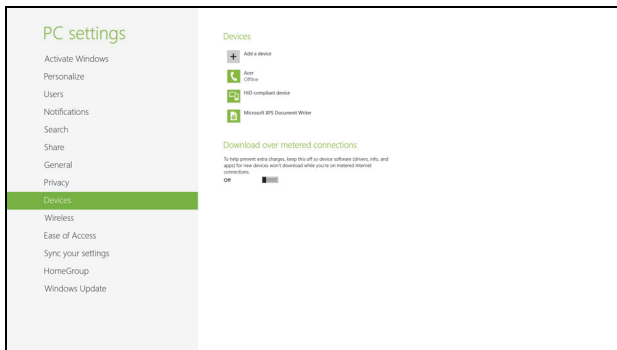 PC settings
Activate Windows
Personalize
Users
Notifications
Search
Share
General
Privacy
Devices
Wireless
Ease of Access
Sync your settings
HomeGroup
Windows Update
Devices
Add a device
Acer
Offline
HID-compliant device
Microsoft XPS Document Writer
Download over metered connections
To help prevent extra charges, keep this off so device software (drivers, info, and
apps) for new devices won't download while you're on metered Internet
connections.
Off